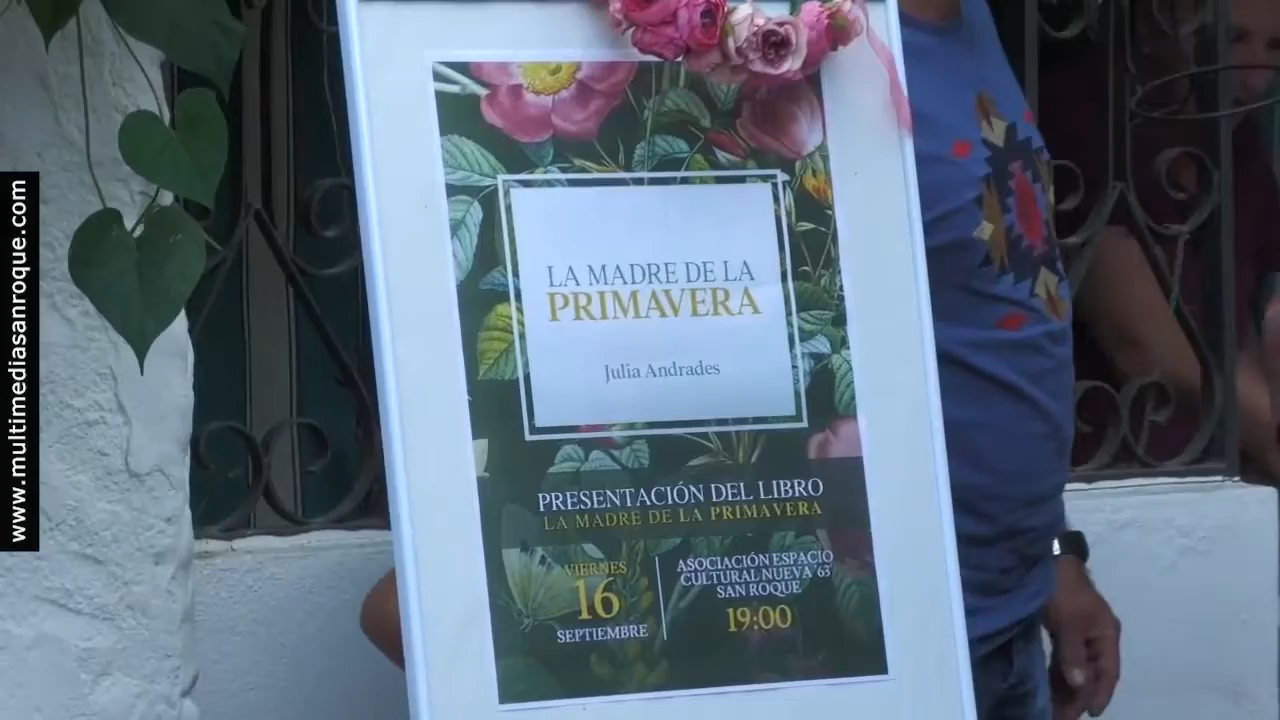 www.multimediasanroque.com
LA MADRE DE LA
PRIMAVERA
Julia Andrades
PRESENTACIÓN DEL LIBRO
LA MADRE DE LA PRIMAVERA
VIERNES
16
SEPTIEMBRE
ASOCIACIÓN ESPACIO
CULTURAL NUEVA '63
SAN ROQUE
19:00